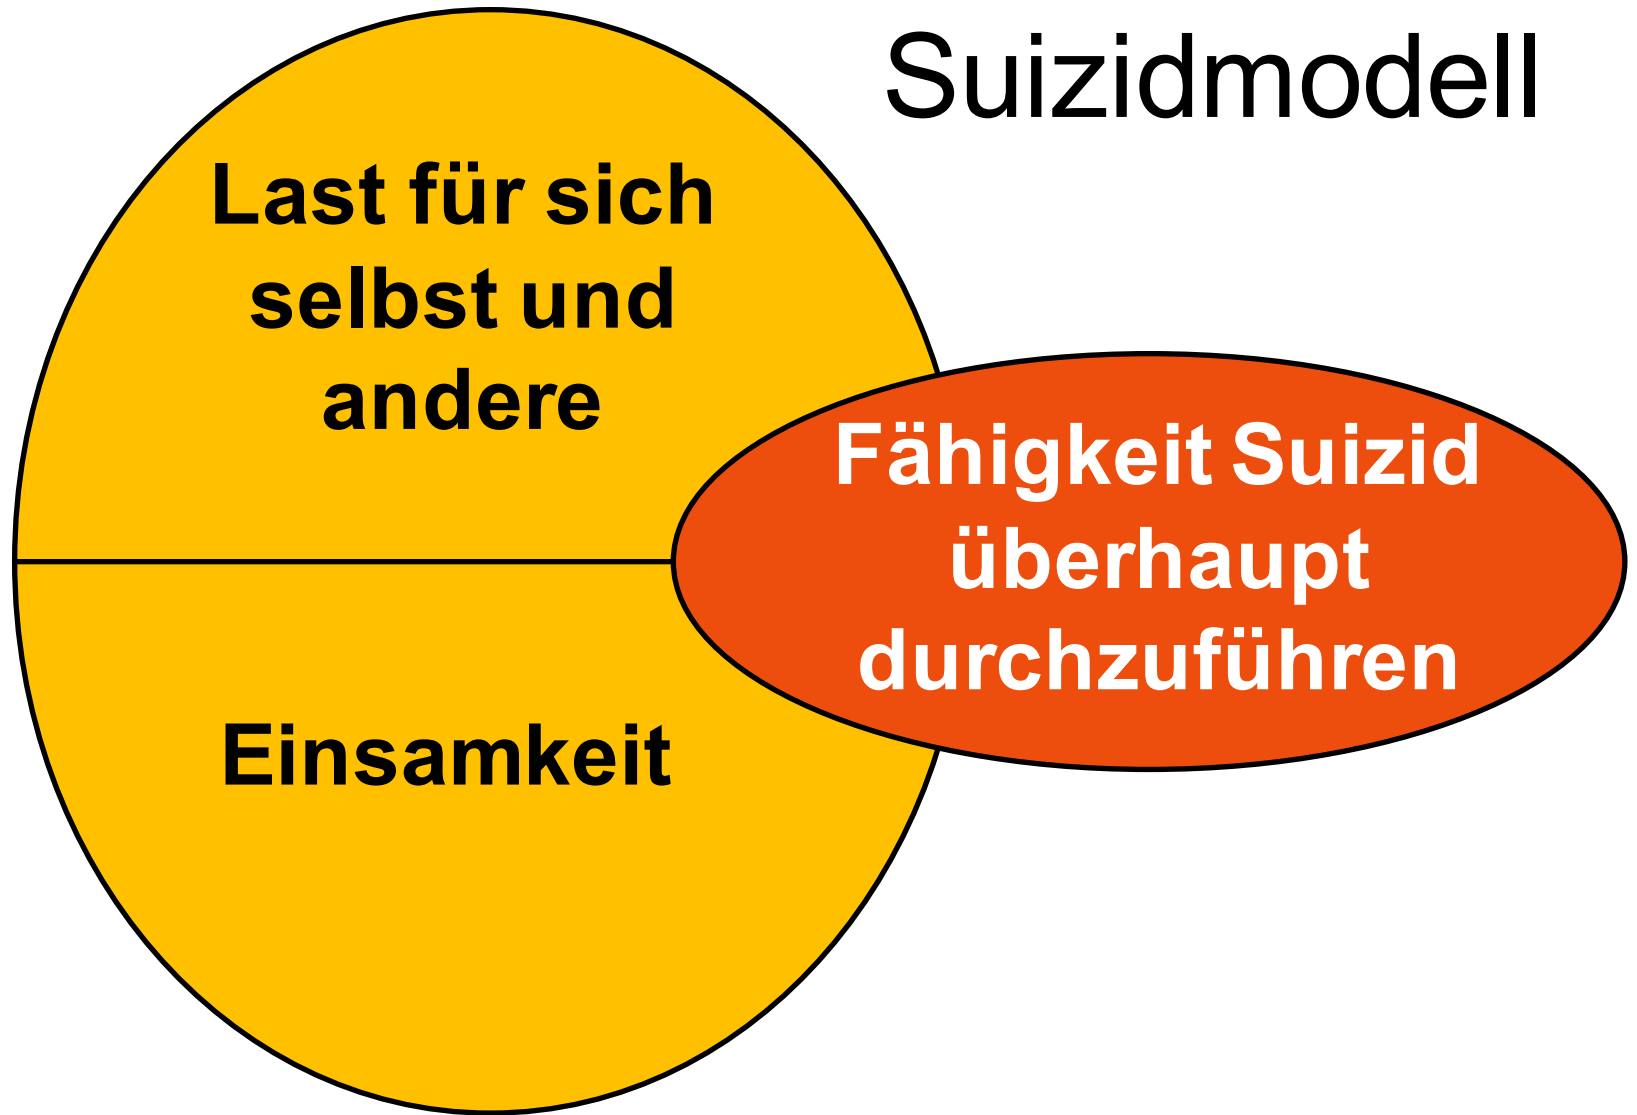 Suizidmodell
Last für sich
selbst und
andere
Fähigkeit Suizid
überhaupt
durchzuführen
Einsamkeit